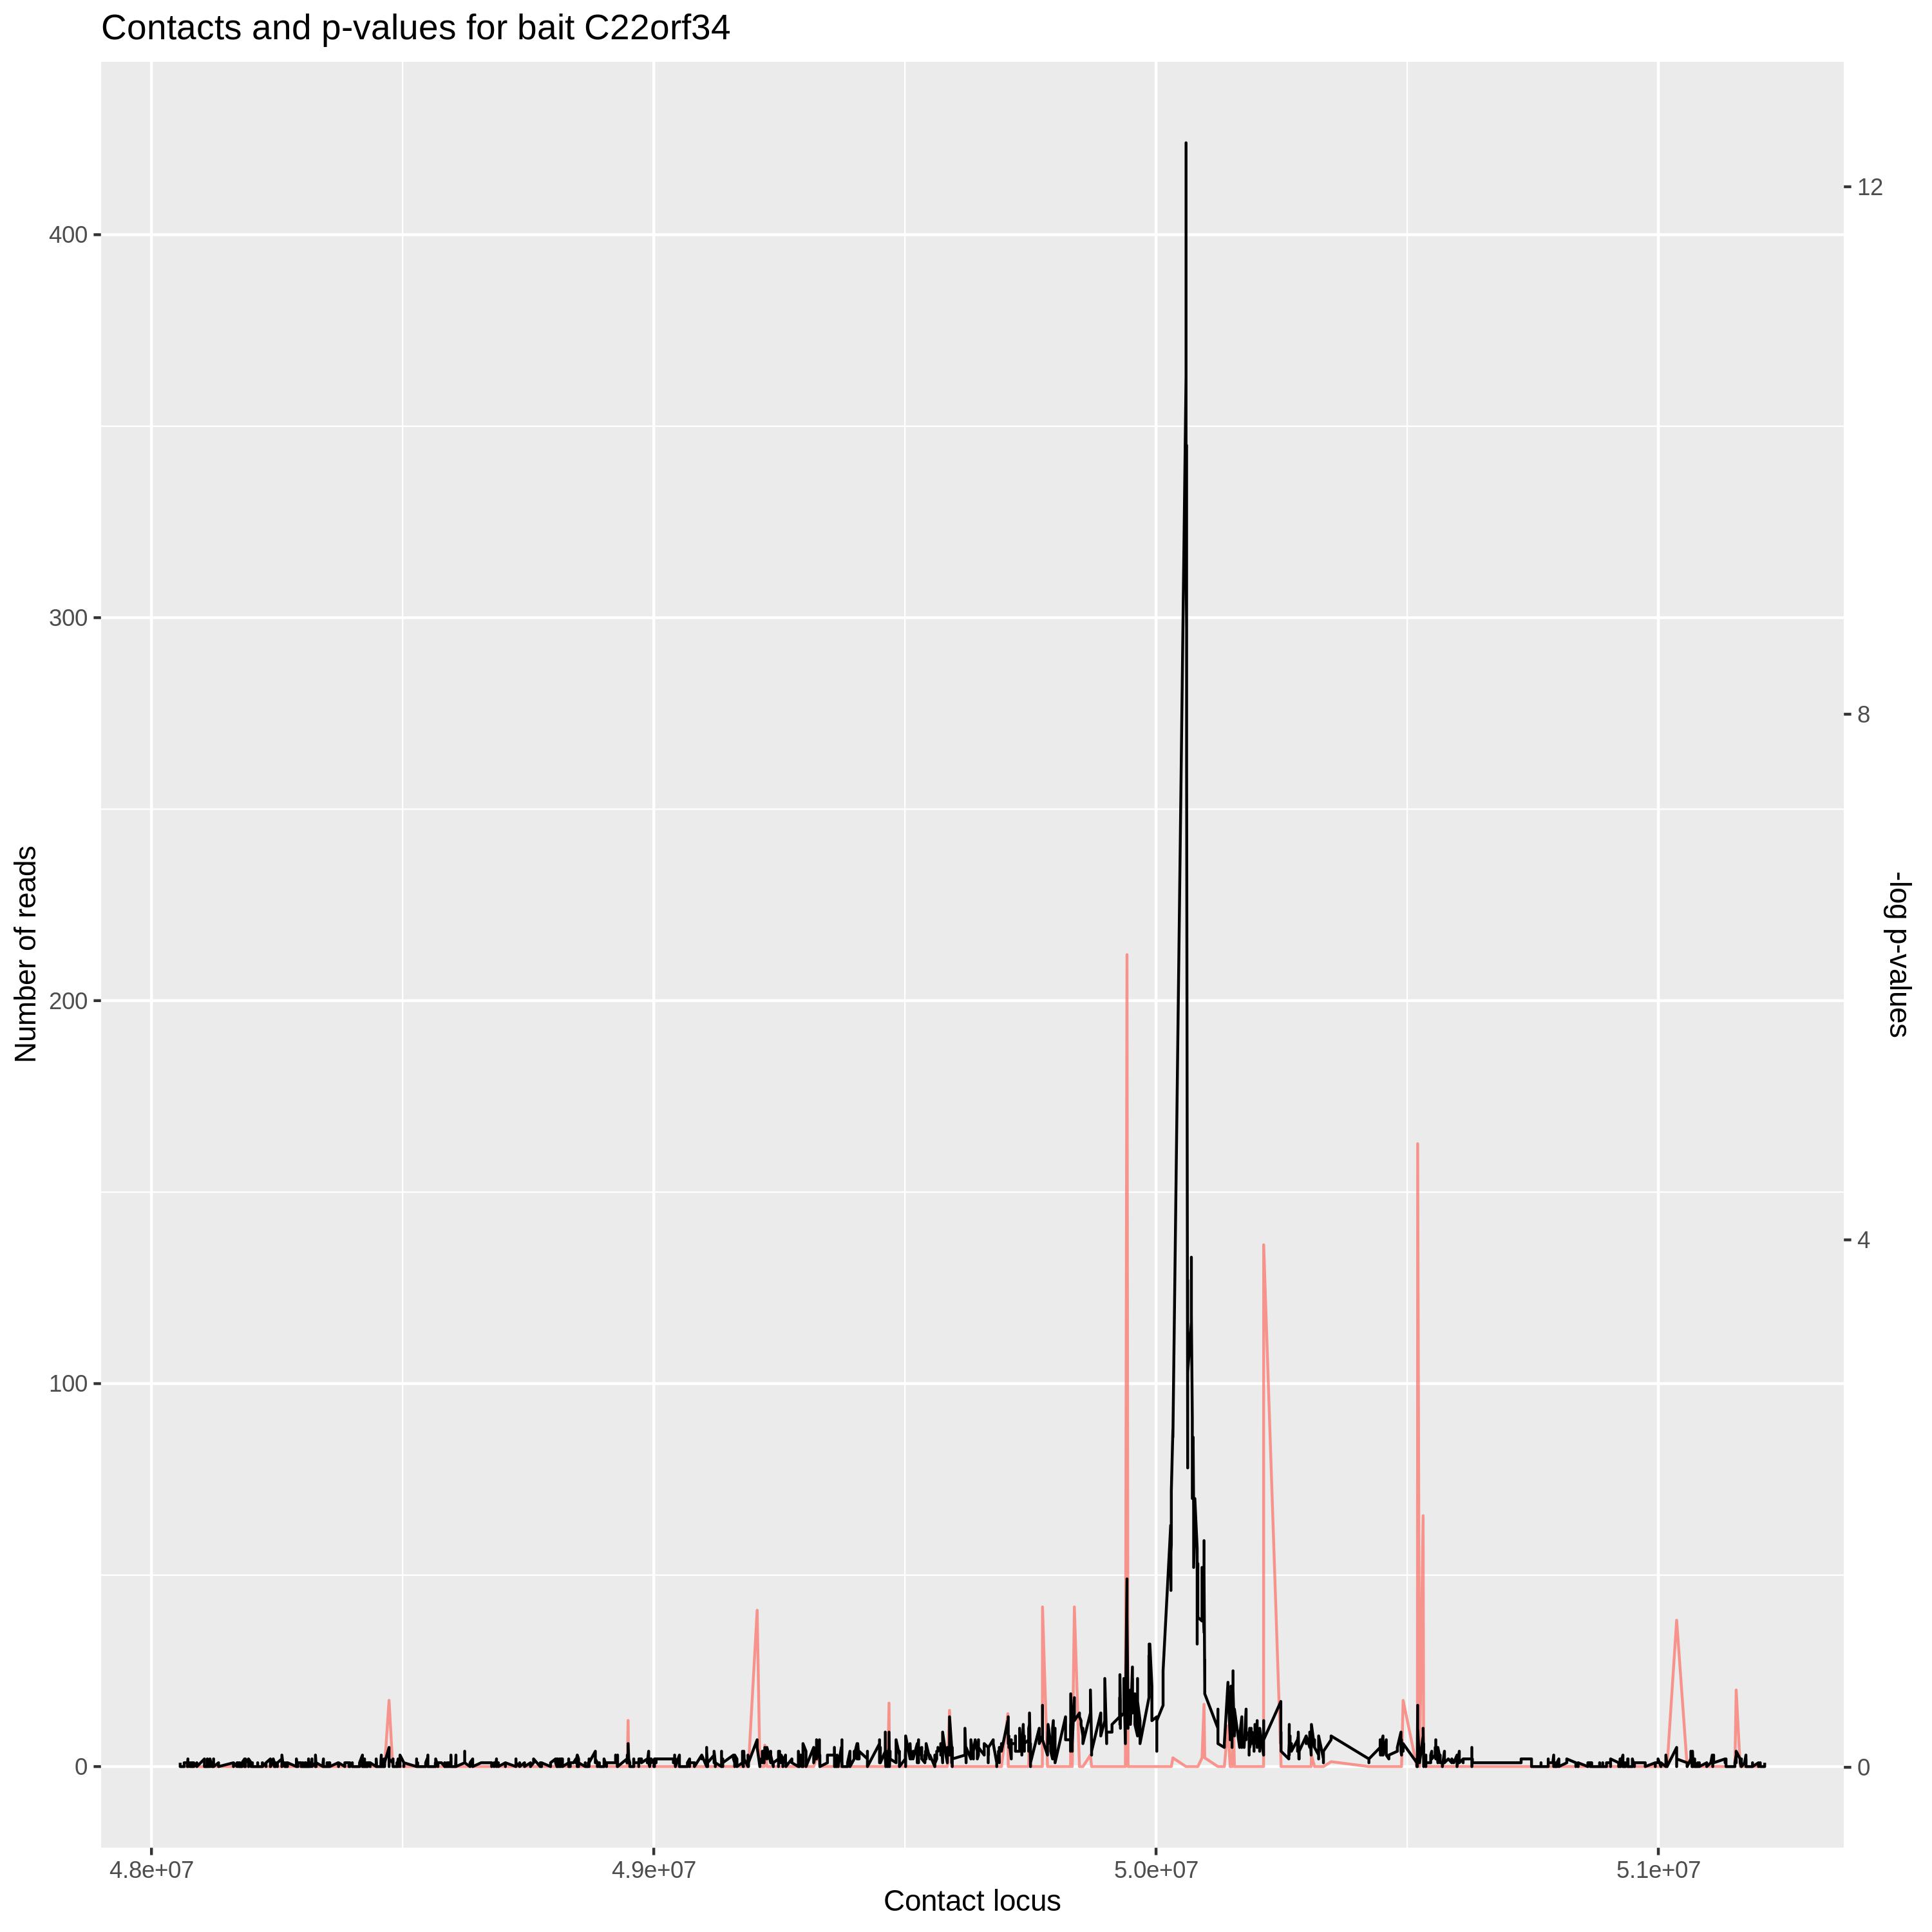 Contacts and p-values for bait C22orf34
Number of reads
400
300
200
100
0
12
8
4
0
-log p-values
4.8e+07
4.9e+07
5.0e+07
5.1e+07
Contact locus